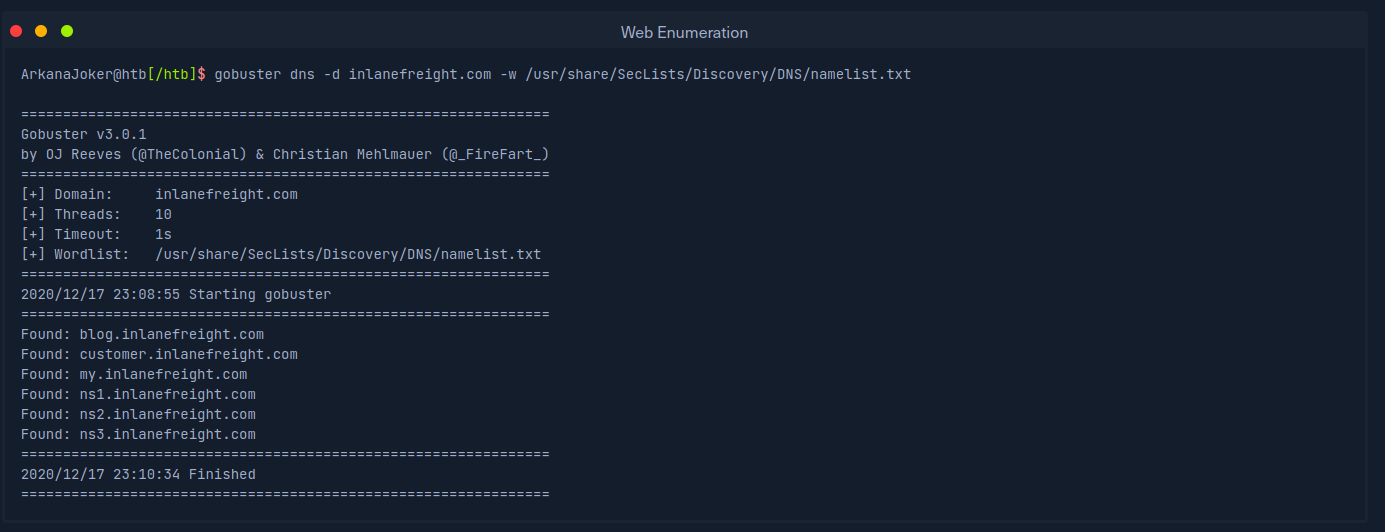 Web Enumeration
ArkanaJoker@htb[/htb]$ gobuster dns -d inlanefreight.com -w /usr/share/SecLists/Discovery/DNS/namelist.txt
===============================================================
Gobuster v3.0.1
by OJ Reeves (@TheColonial) & Christian Mehlmauer (@_FireFart_)
===============================================================
[+] Domain:     inlanefreight.com
[+] Threads:    10
[+] Timeout:    1s
[+] Wordlist:   /usr/share/SecLists/Discovery/DNS/namelist.txt
===============================================================
2020/12/17 23:08:55 Starting gobuster
===============================================================
Found: blog.inlanefreight.com
Found: customer.inlanefreight.com
Found: my.inlanefreight.com
Found: ns1.inlanefreight.com
Found: ns2.inlanefreight.com
Found: ns3.inlanefreight.com
===============================================================
2020/12/17 23:10:34 Finished
===============================================================